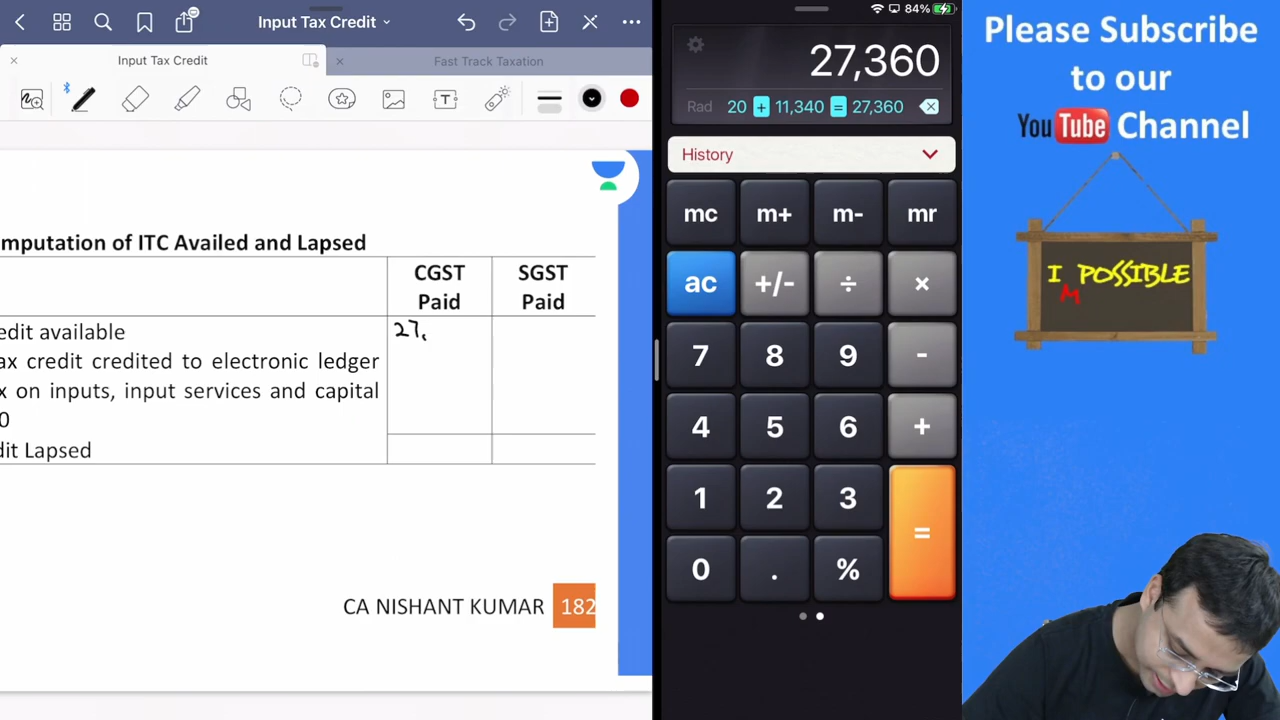 Input Tax Credit
Input Tax Credit
Fast Track Taxation
T
mputation of ITC Availed and Lapsed
CGST Paid
SGST Paid
edit available
27,
ax credit credited to electronic ledger
x on inputs, input services and capital
0
dit Lapsed
CA NISHANT KUMAR 182
84%
27,360
Rad 20 + 11,340 = 27,360
History
mc m+ m- mr
ac +/- ÷ ×
7 8 9 -
4 5 6 +
1 2 3 =
0 . %
Please Subscribe
to our
YouTube Channel
I M POSSIBLE